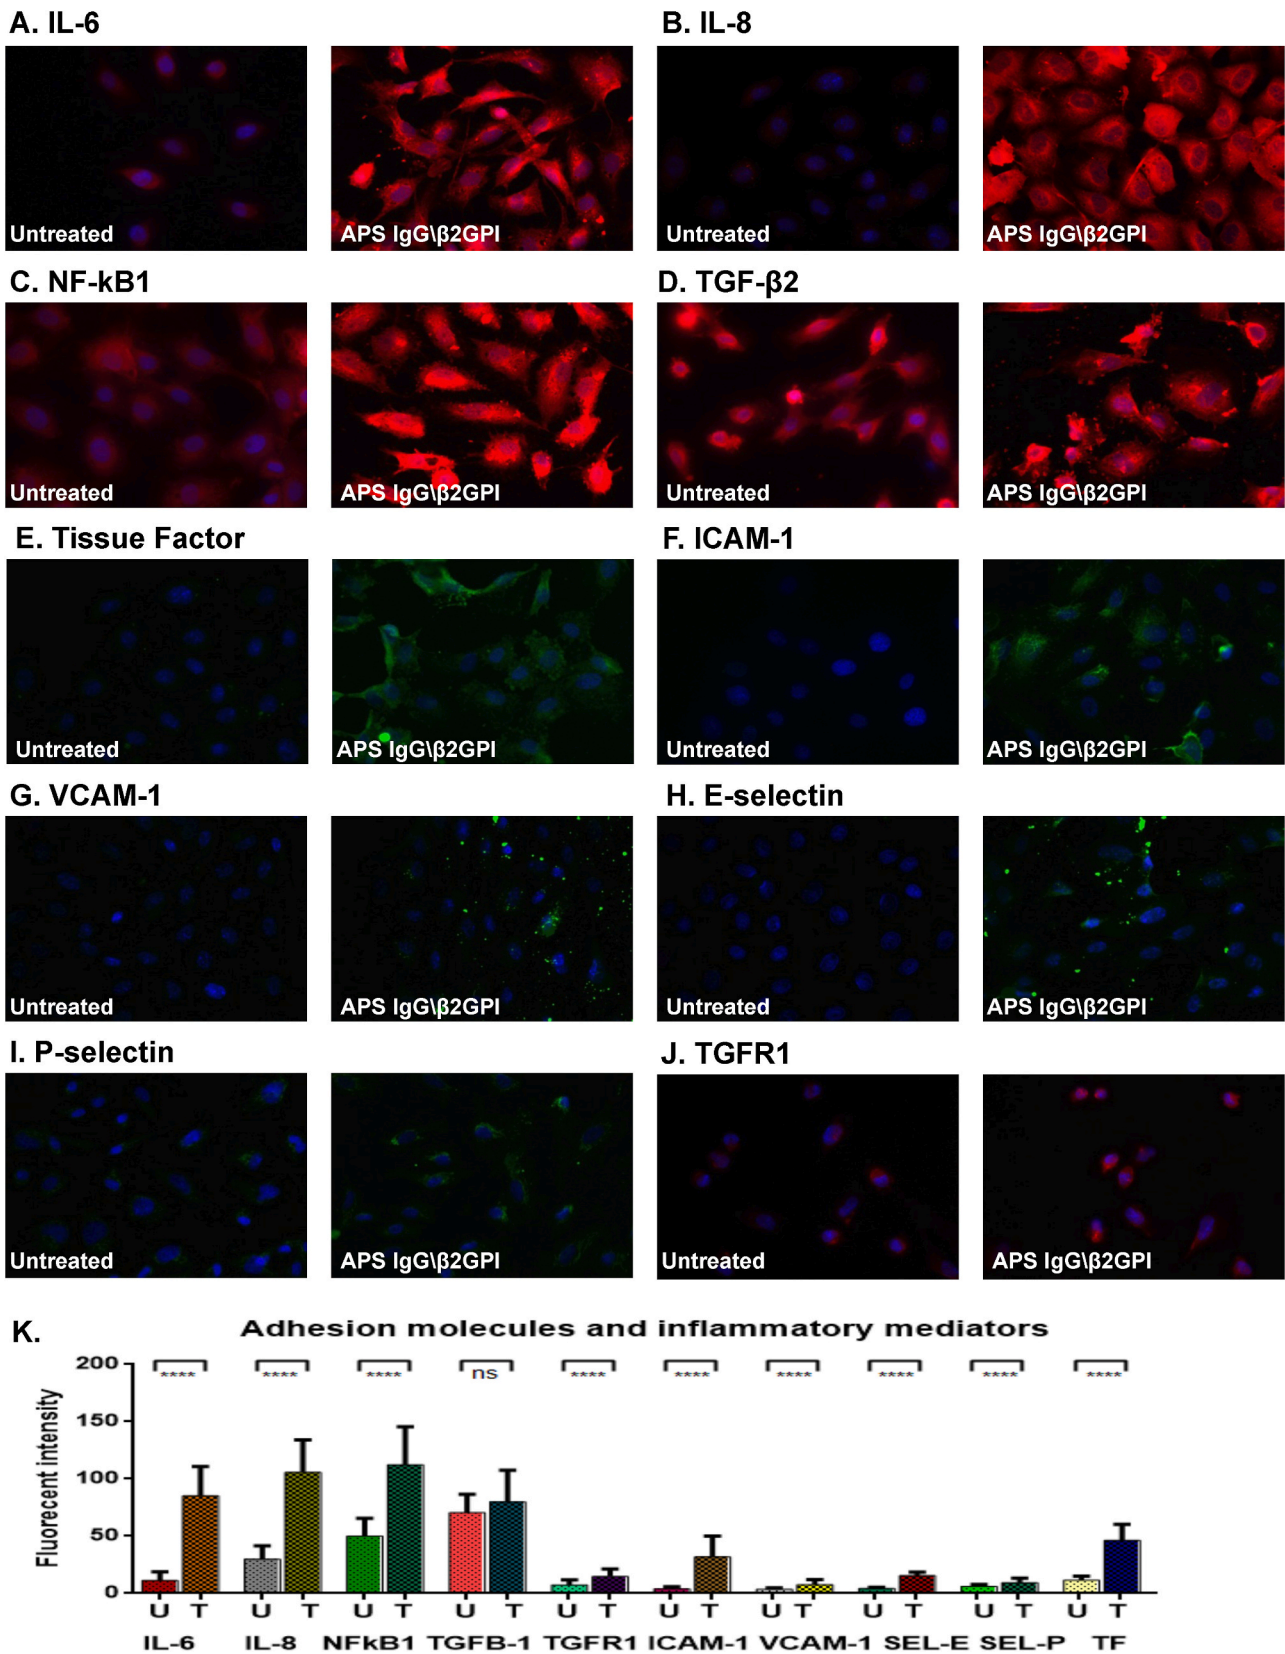 A. IL-6
B. IL-8
Untreated
APS IgG\β2GPI
Untreated
APS IgG\β2GPI
C. NF-kB1
D. TGF-β2
Untreated
APS IgG\β2GPI
Untreated
APS IgG\β2GPI
E. Tissue Factor
F. ICAM-1
Untreated
APS IgG\β2GPI
Untreated
APS IgG\β2GPI
G. VCAM-1
H. E-selectin
Untreated
APS IgG\β2GPI
Untreated
APS IgG\β2GPI
I. P-selectin
J. TGFR1
Untreated
APS IgG\β2GPI
Untreated
APS IgG\β2GPI
K.
Adhesion molecules and inflammatory mediators
Fluorecent intensity
200
150
100
50
0
**** **** **** ns **** **** **** **** **** ****
U T U T U T U T U T U T U T U T U T U T
IL-6 IL-8 NFkB1 TGFB-1 TGFR1 ICAM-1 VCAM-1 SEL-E SEL-P TF